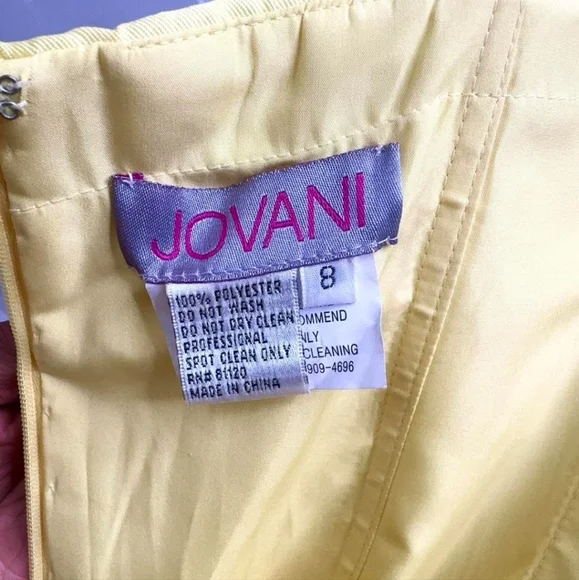 JOVANI
8
100% POLYESTER
DO NOT WASH
DO NOT DRY CLEAN
PROFESSIONAL
SPOT CLEAN ONLY
RN# 81120
MADE IN CHINA
OMMEND
NLY
CLEANING
909-4696